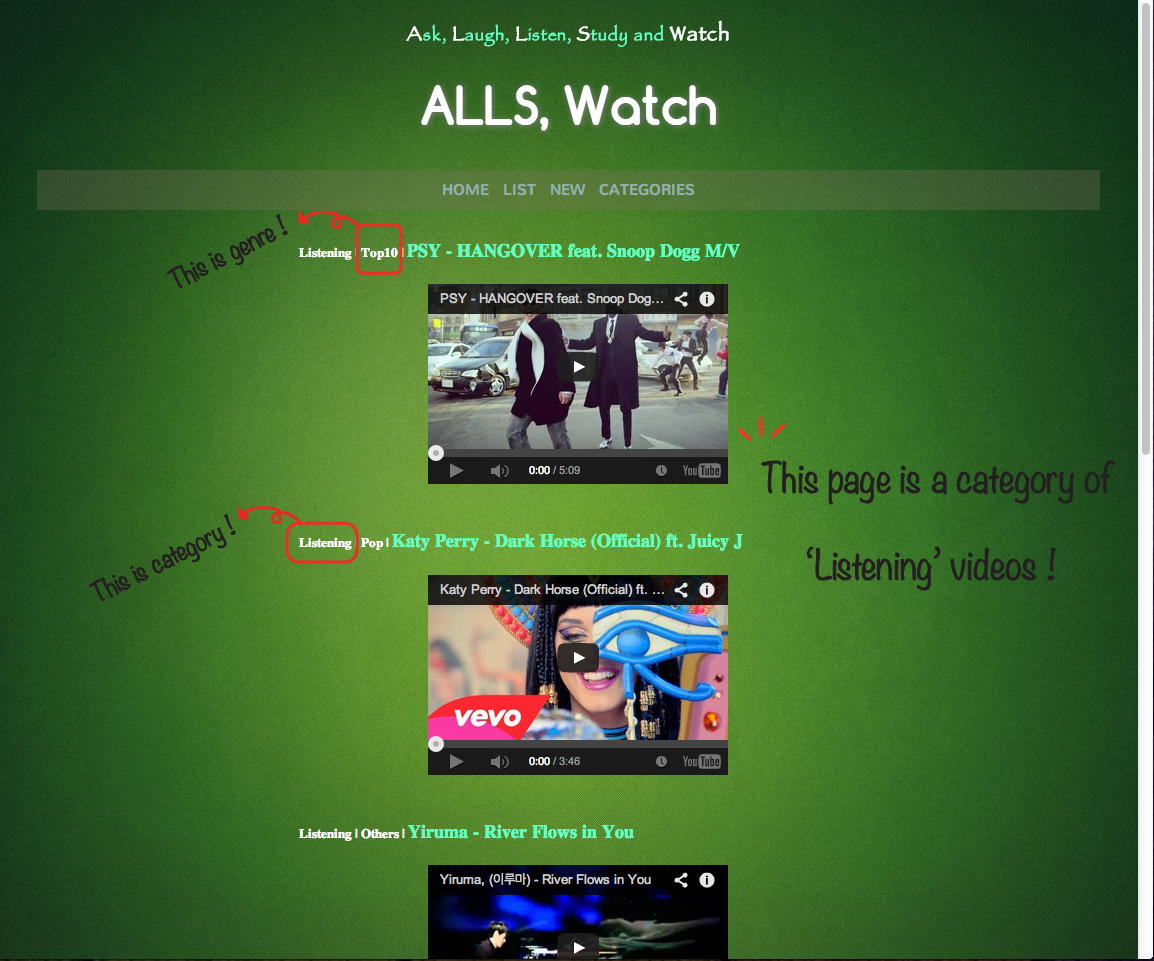 Ask, Laugh, Listen, Study and Watch
ALLS, Watch
HOME LIST NEW CATEGORIES
This is genre !
Listening | Top10 | PSY - HANGOVER feat. Snoop Dogg M/V
PSY - HANGOVER feat. Snoop Dog...
0:00 / 5:09 YouTube
This page is a category of
‘Listening’ videos !
This is category !
Listening | Pop | Katy Perry - Dark Horse (Official) ft. Juicy J
Katy Perry - Dark Horse (Official) ft. ...
vevo
0:00 / 3:46 YouTube
Listening | Others | Yiruma - River Flows in You
Yiruma, (이루마) - River Flows in You